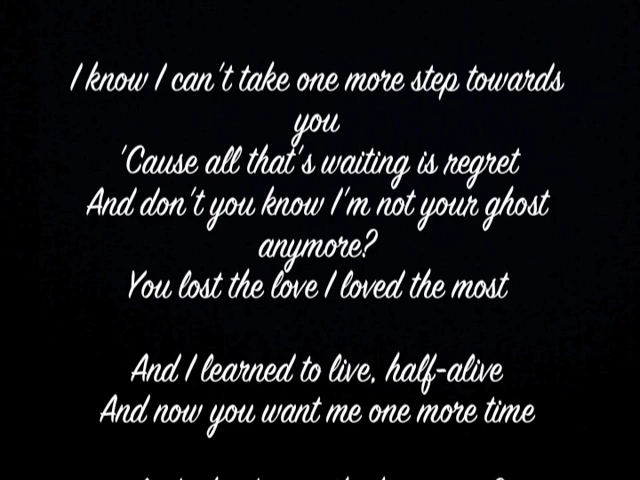 I know I can't take one more step towards
you
'Cause all that's waiting is regret
And don't you know I'm not your ghost
anymore?
You lost the love I loved the most
And I learned to live, half-alive
And now you want me one more time